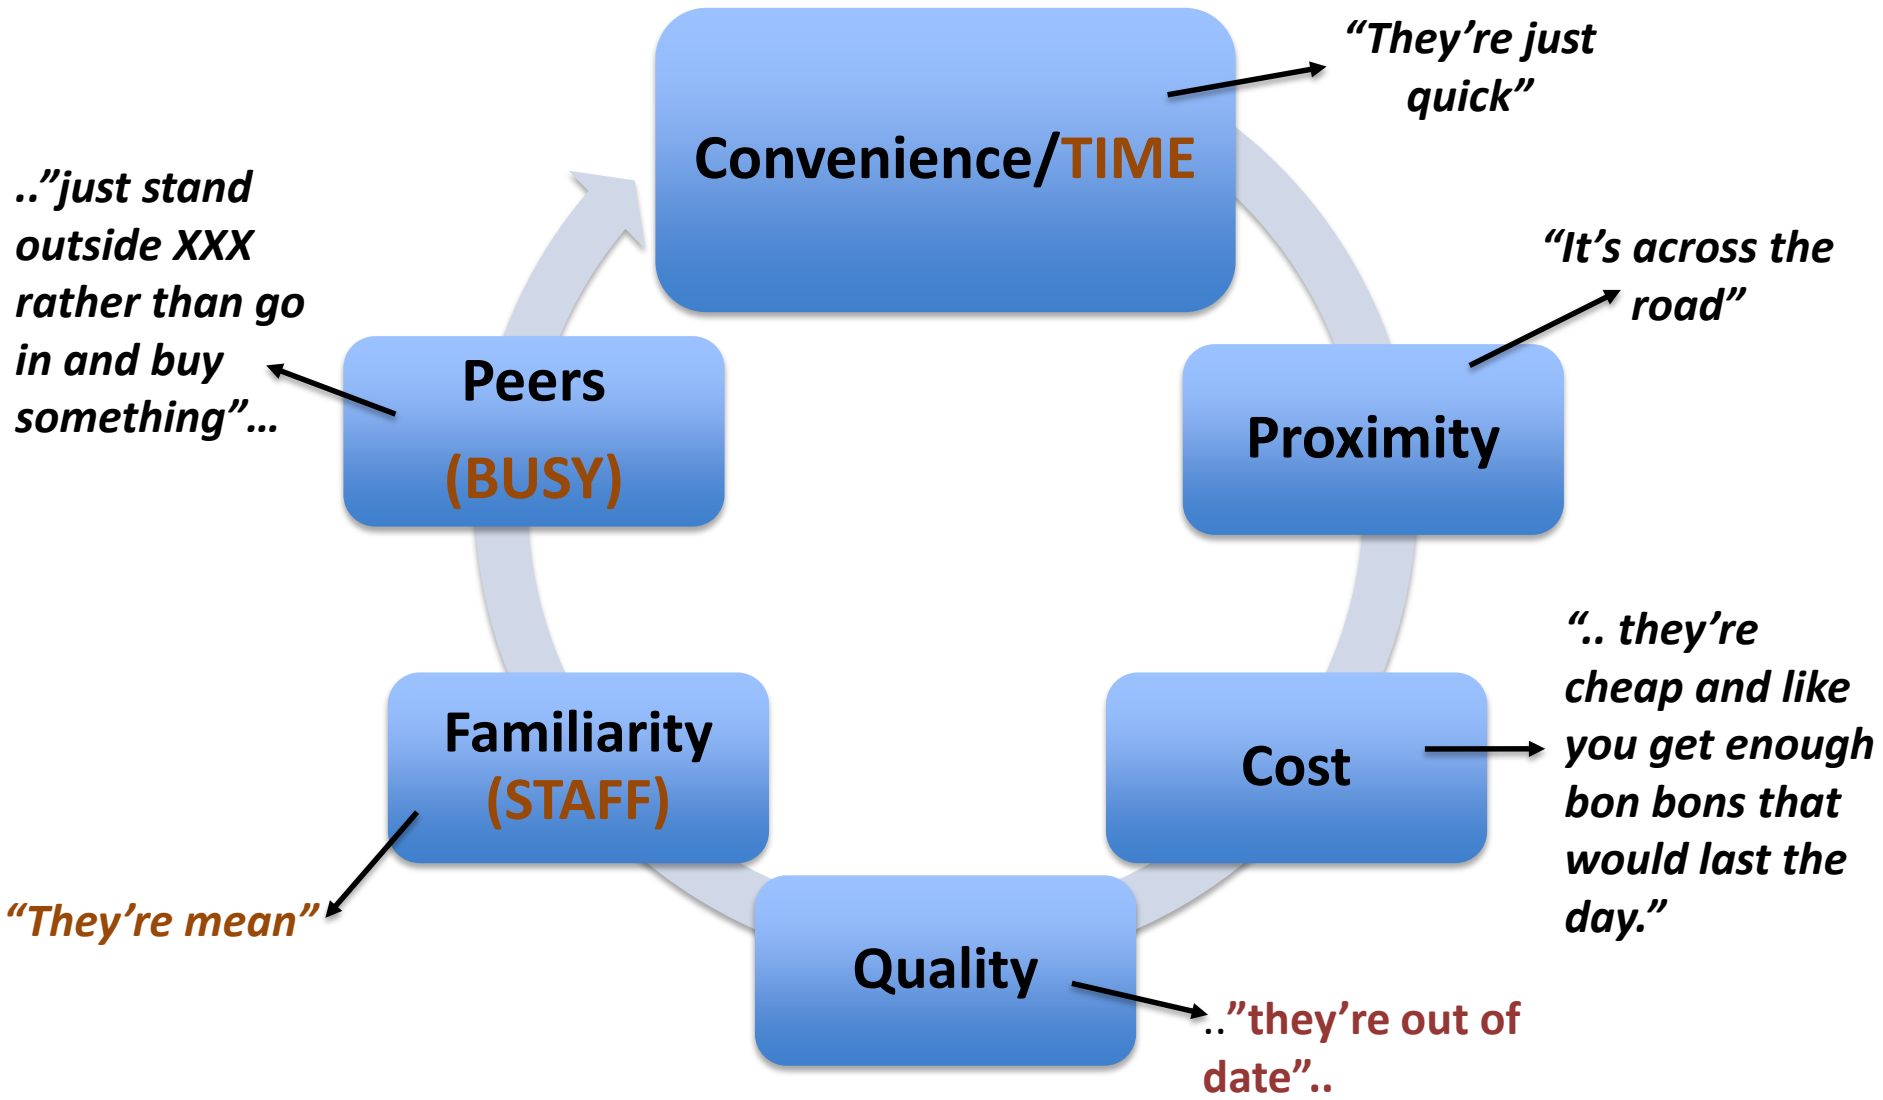 Convenience/TIME
“They’re just
quick”
Proximity
“It’s across the
road”
Cost
“.. they’re
cheap and like
you get enough
bon bons that
would last the
day.”
Quality
..”they’re out of
date”..
Familiarity
(STAFF)
“They’re mean”
Peers
(BUSY)
..”just stand
outside XXX
rather than go
in and buy
something”...